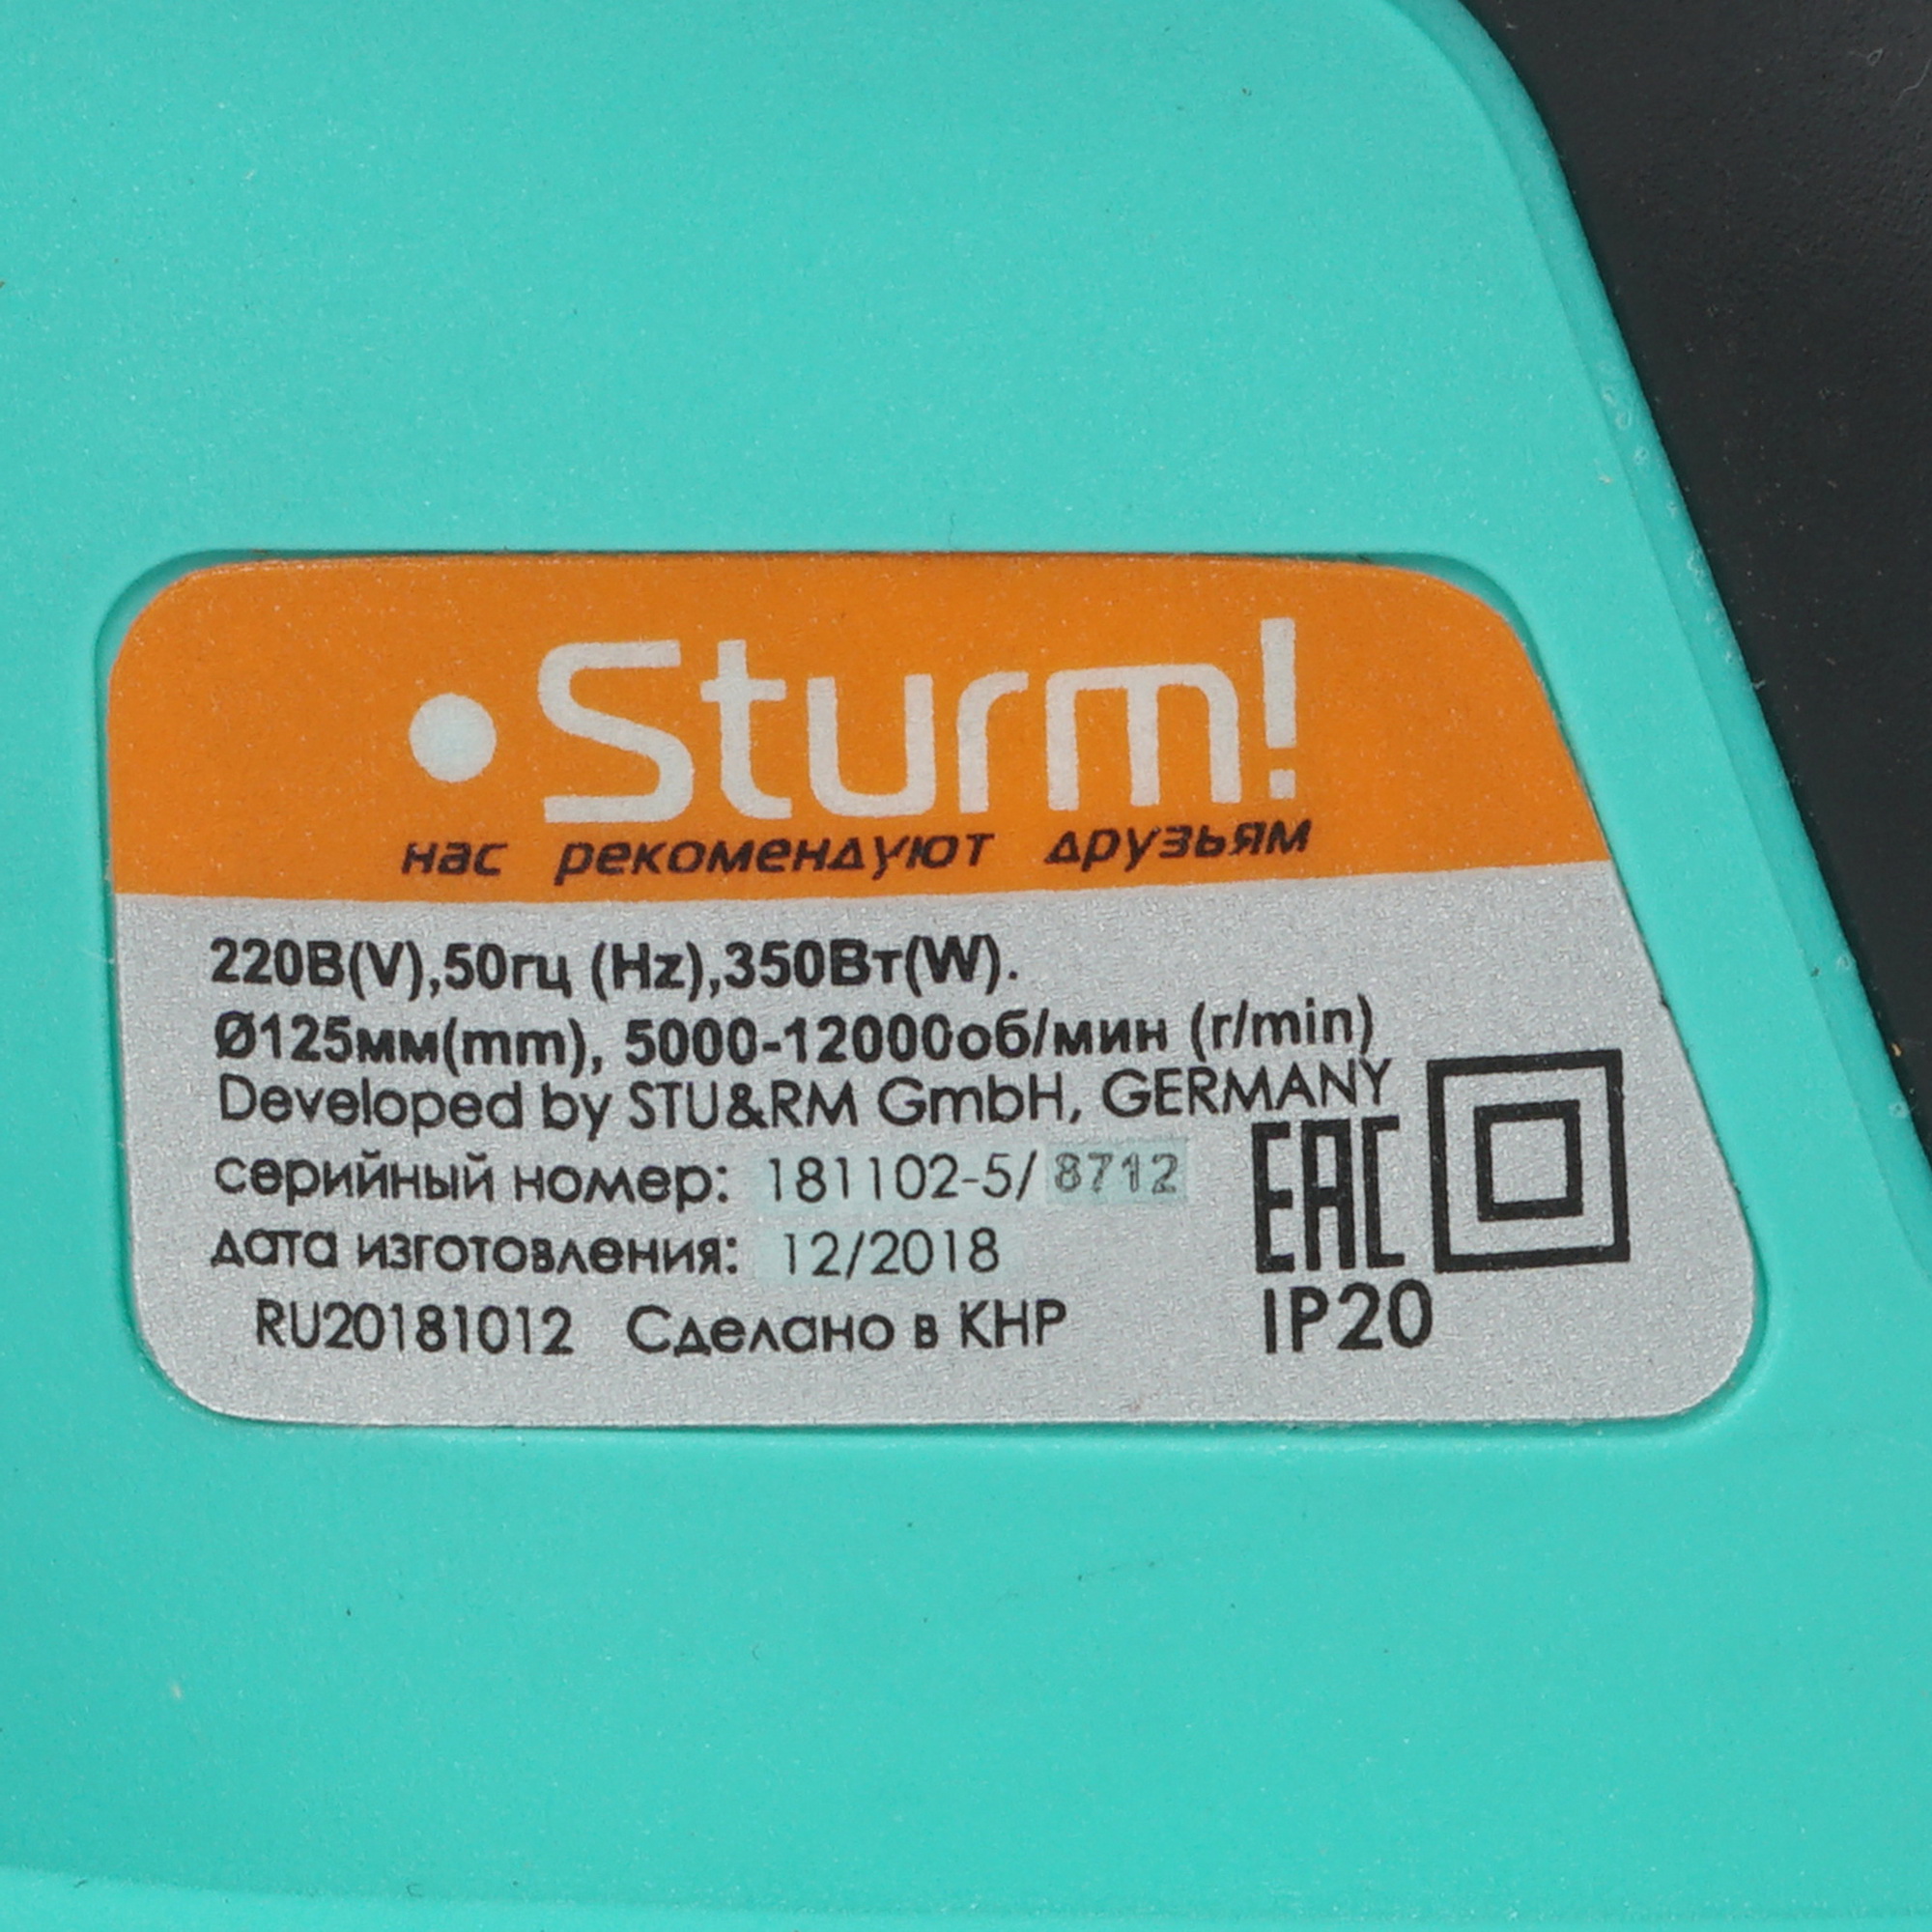 •Sturm!
нас рекомендуют друзьям
220В(V),50гц (Hz),350Вт(W).
Ø125мм(mm), 5000-12000об/мин (r/min)
Developed by STU&RM GmbH, GERMANY
серийный номер: 181102-5/8712
дата изготовления: 12/2018
EAC
RU20181012 Сделано в КНР
IP20